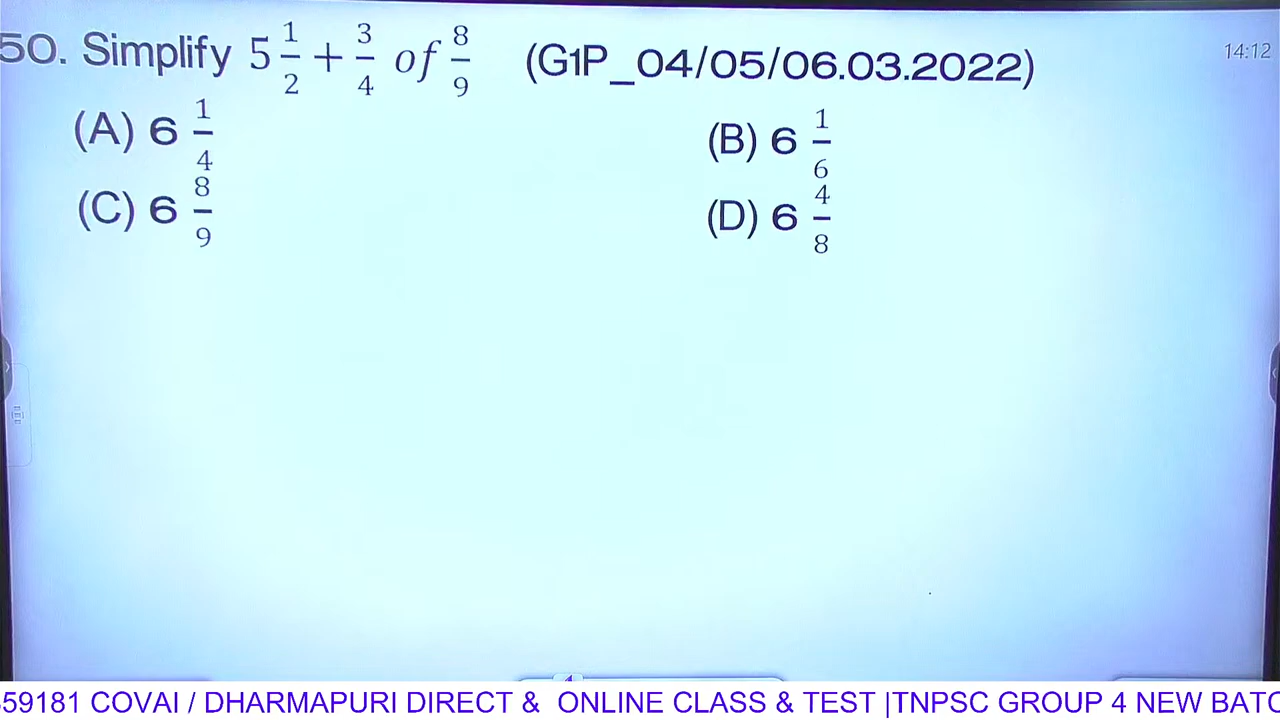 50. Simplify 5 1/2 + 3/4 of 8/9 (G1P_04/05/06.03.2022)
14:12
(A) 6 1/4
(B) 6 1/6
(C) 6 8/9
(D) 6 4/8
59181 COVAI / DHARMAPURI DIRECT & ONLINE CLASS & TEST |TNPSC GROUP 4 NEW BATC